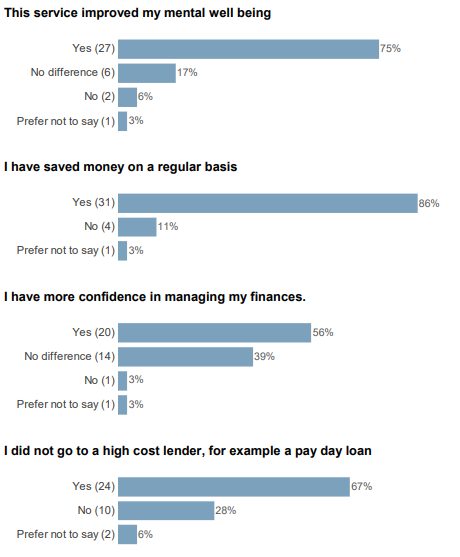 This service improved my mental well being
Yes (27) 75%
No difference (6) 17%
No (2) 6%
Prefer not to say (1) 3%
I have saved money on a regular basis
Yes (31) 86%
No (4) 11%
Prefer not to say (1) 3%
I have more confidence in managing my finances.
Yes (20) 56%
No difference (14) 39%
No (1) 3%
Prefer not to say (1) 3%
I did not go to a high cost lender, for example a pay day loan
Yes (24) 67%
No (10) 28%
Prefer not to say (2) 6%